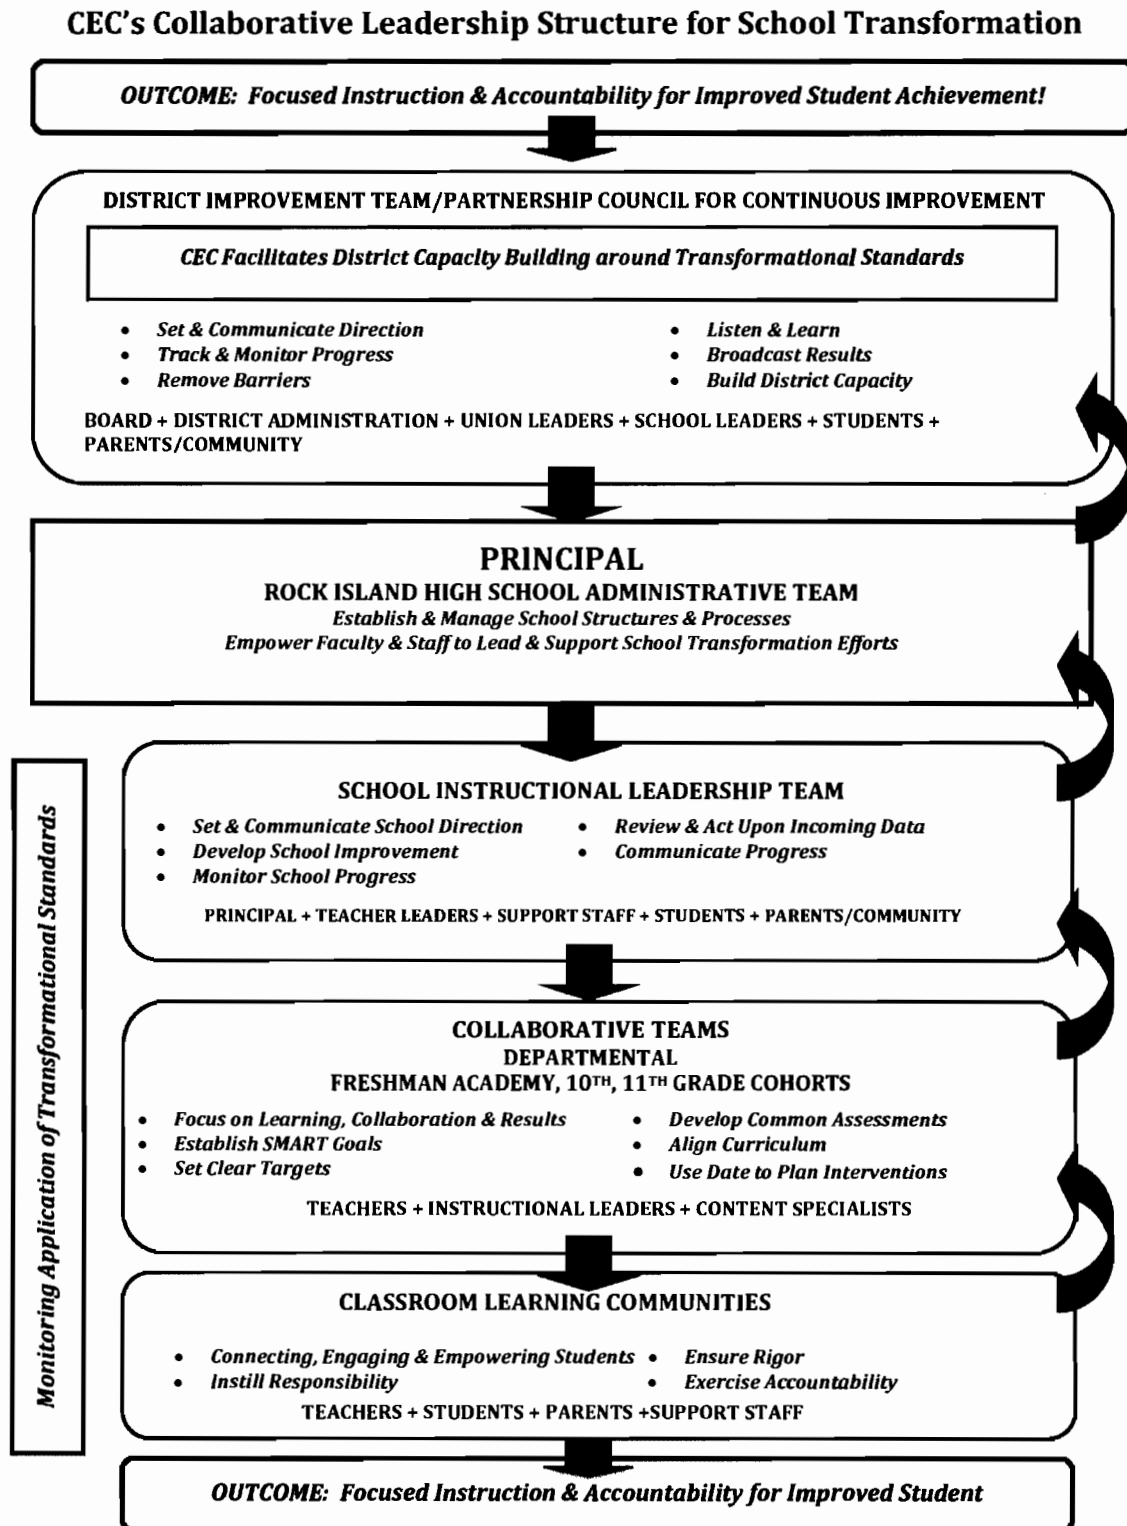 CEC's Collaborative Leadership Structure for School Transformation
OUTCOME: Focused Instruction & Accountability for Improved Student Achievement!
DISTRICT IMPROVEMENT TEAM/PARTNERSHIP COUNCIL FOR CONTINUOUS IMPROVEMENT
CEC Facilitates District Capacity Building around Transformational Standards
• Set & Communicate Direction
• Track & Monitor Progress
• Remove Barriers
• Listen & Learn
• Broadcast Results
• Build District Capacity
BOARD + DISTRICT ADMINISTRATION + UNION LEADERS + SCHOOL LEADERS + STUDENTS +
PARENTS/COMMUNITY
PRINCIPAL
ROCK ISLAND HIGH SCHOOL ADMINISTRATIVE TEAM
Establish & Manage School Structures & Processes
Empower Faculty & Staff to Lead & Support School Transformation Efforts
Monitoring Application of Transformational Standards
SCHOOL INSTRUCTIONAL LEADERSHIP TEAM
• Set & Communicate School Direction
• Develop School Improvement
• Monitor School Progress
• Review & Act Upon Incoming Data
• Communicate Progress
PRINCIPAL + TEACHER LEADERS + SUPPORT STAFF + STUDENTS + PARENTS/COMMUNITY
COLLABORATIVE TEAMS
DEPARTMENTAL
FRESHMAN ACADEMY, 10TH, 11TH GRADE COHORTS
• Focus on Learning, Collaboration & Results
• Establish SMART Goals
• Set Clear Targets
• Develop Common Assessments
• Align Curriculum
• Use Date to Plan Interventions
TEACHERS + INSTRUCTIONAL LEADERS + CONTENT SPECIALISTS
CLASSROOM LEARNING COMMUNITIES
• Connecting, Engaging & Empowering Students
• Instill Responsibility
• Ensure Rigor
• Exercise Accountability
TEACHERS + STUDENTS + PARENTS +SUPPORT STAFF
OUTCOME: Focused Instruction & Accountability for Improved Student